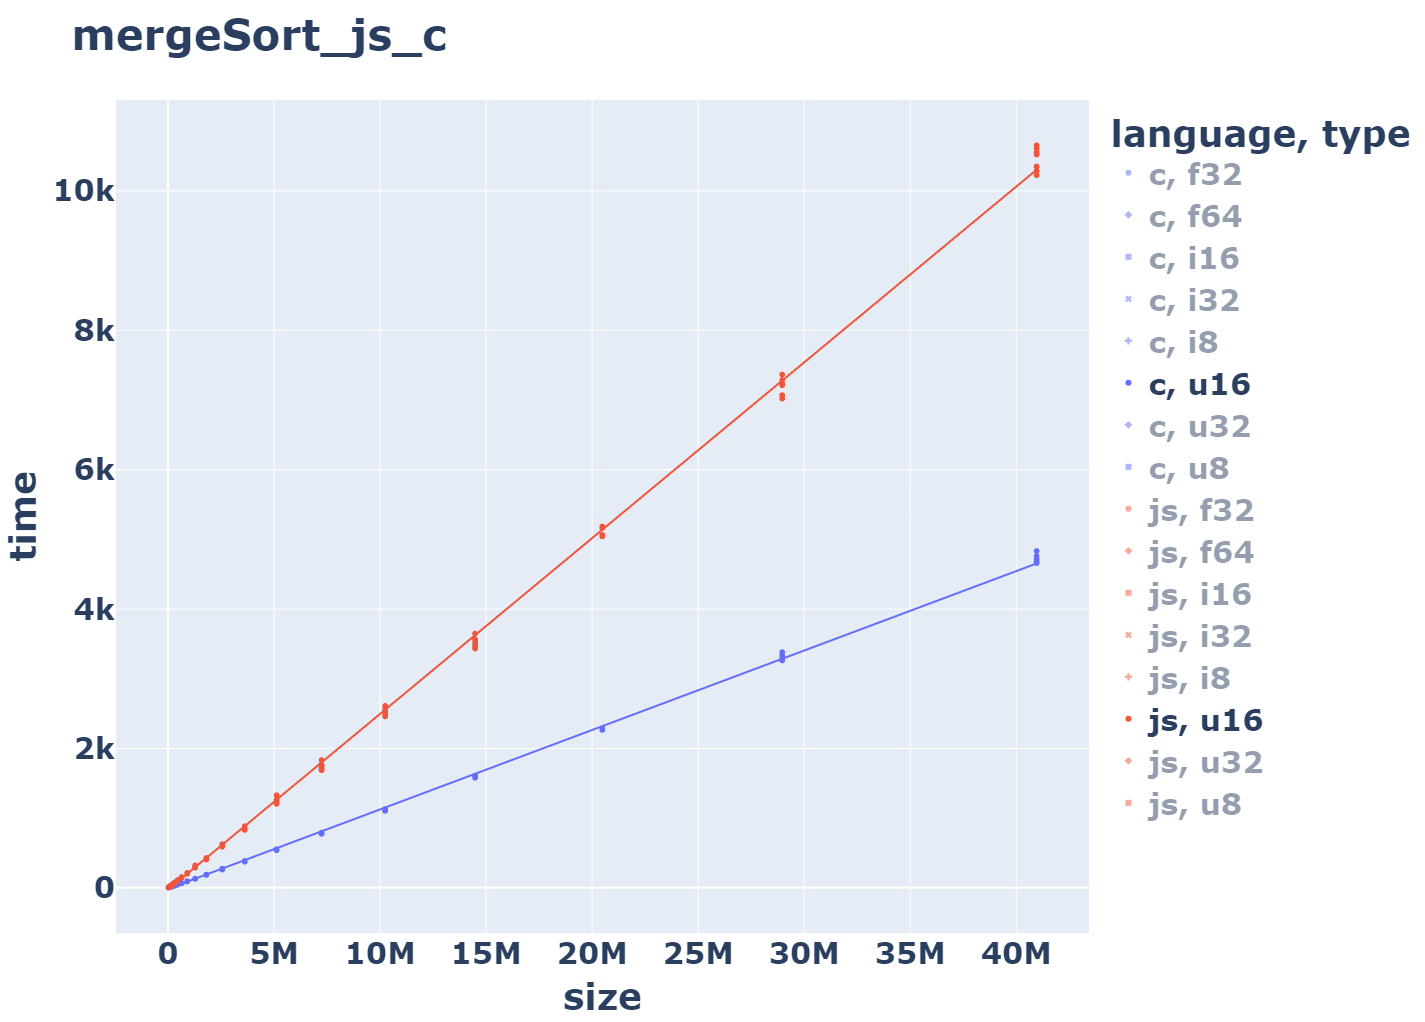 mergeSort_js_c
language, type
c, f32
c, f64
c, i16
c, i32
c, i8
c, u16
c, u32
c, u8
js, f32
js, f64
js, i16
js, i32
js, i8
js, u16
js, u32
js, u8
time
10k
8k
6k
4k
2k
0
0 5M 10M 15M 20M 25M 30M 35M 40M
size